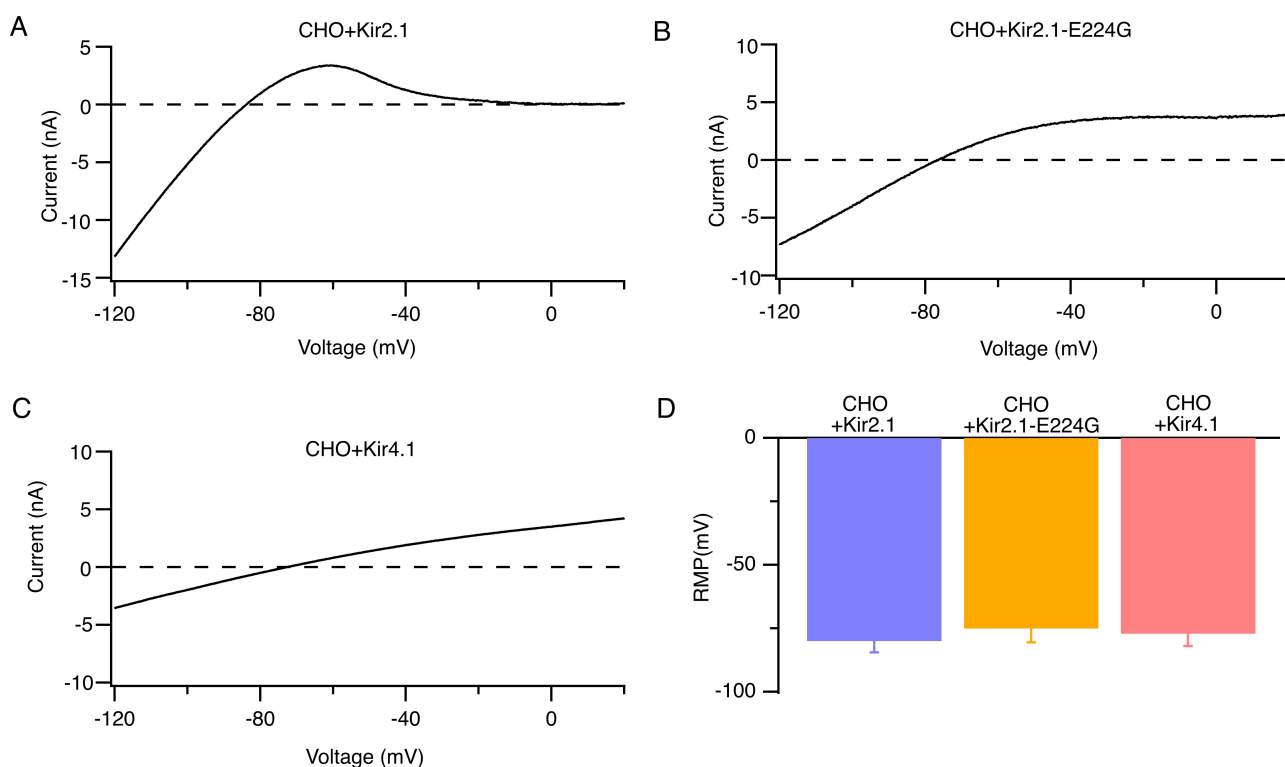 A
CHO+Kir2.1
5
0
-5
-10
-15
Current (nA)
-120
-80
-40
0
Voltage (mV)
B
CHO+Kir2.1-E224G
10
5
0
-5
-10
Current (nA)
-120
-80
-40
0
Voltage (mV)
C
CHO+Kir4.1
10
5
0
-5
-10
Current (nA)
-120
-80
-40
0
Voltage (mV)
D
CHO
+Kir2.1
CHO
+Kir2.1-E224G
CHO
+Kir4.1
0
-50
-100
RMP(mV)